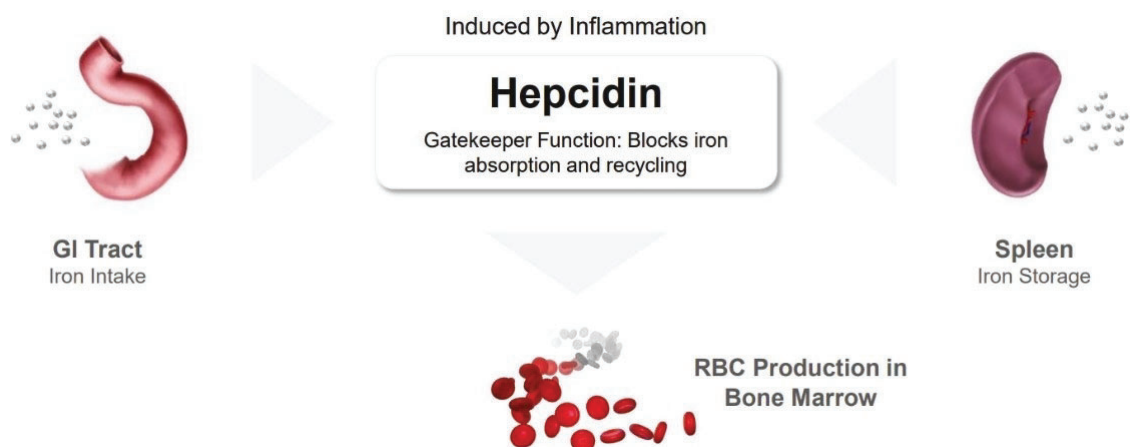 Induced by Inflammation
Hepcidin
Gatekeeper Function: Blocks iron
absorption and recycling
GI Tract
Iron Intake
Spleen
Iron Storage
RBC Production in
Bone Marrow